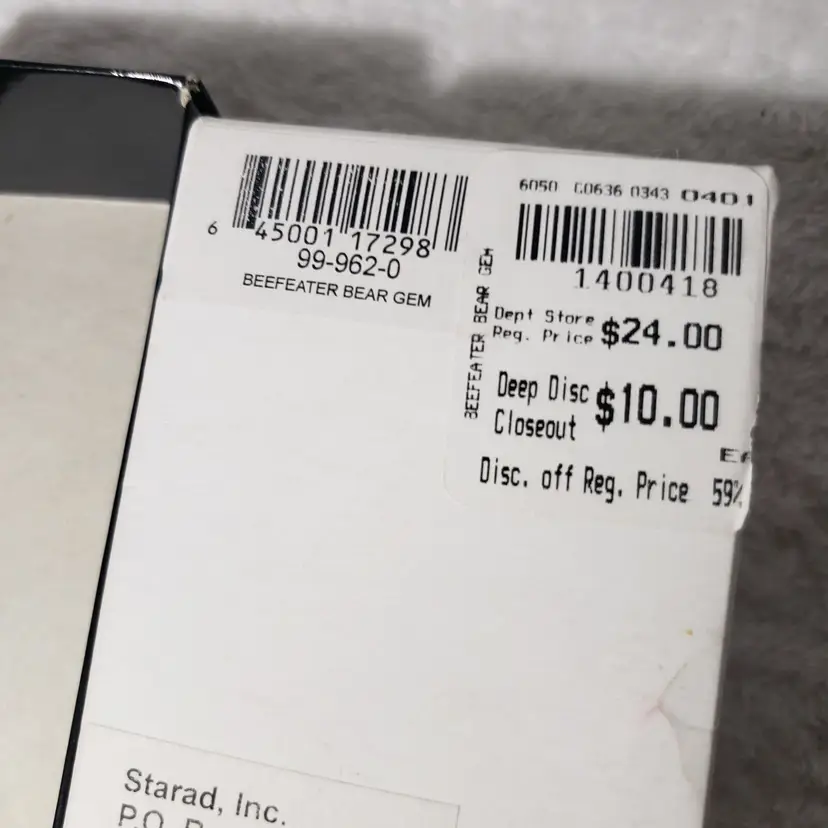 6 45001 17298
99-962-0
BEEFEATER BEAR GEM
6050 G0636 0343 0401
1400418
BEEFEATER BEAR GEM
Dept Store
Reg. Price $24.00
Deep Disc
Closeout $10.00
EA
Disc. off Reg. Price 59%
Starad, Inc.
P.O.